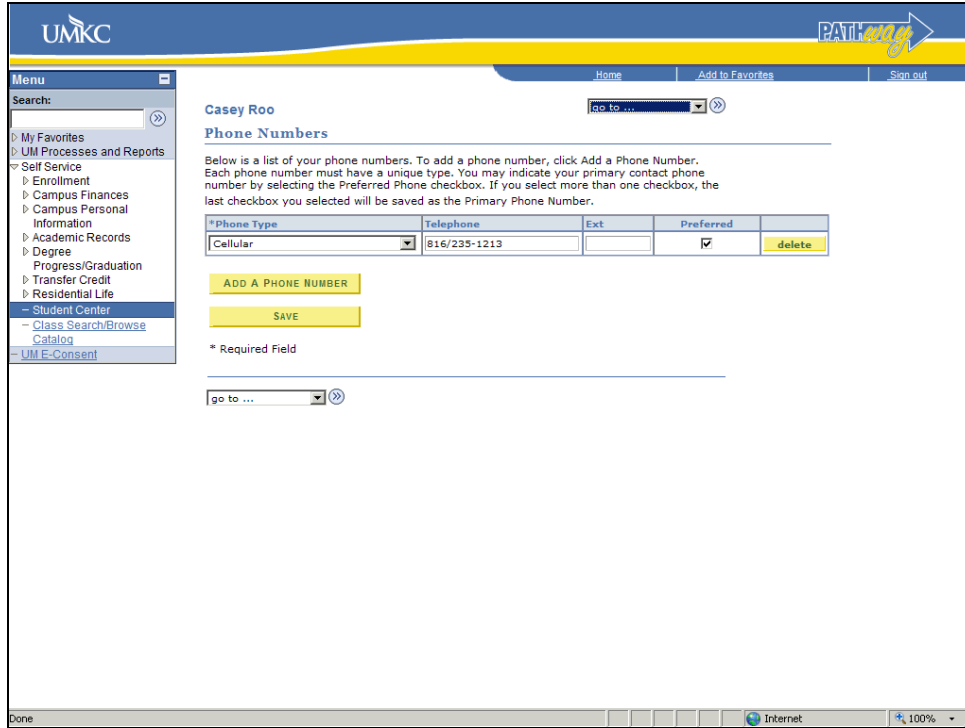 UMKC
PATHway
Home
Add to Favorites
Sign out
Menu
Search:
My Favorites
UM Processes and Reports
Self Service
Enrollment
Campus Finances
Campus Personal
Information
Academic Records
Degree
Progress/Graduation
Transfer Credit
Residential Life
– Student Center
– Class Search/Browse
Catalog
– UM E-Consent
Casey Roo
go to ...
Phone Numbers
Below is a list of your phone numbers. To add a phone number, click Add a Phone Number.
Each phone number must have a unique type. You may indicate your primary contact phone
number by selecting the Preferred Phone checkbox. If you select more than one checkbox, the
last checkbox you selected will be saved as the Primary Phone Number.
*Phone Type Telephone Ext Preferred
Cellular 816/235-1213 delete
ADD A PHONE NUMBER
SAVE
* Required Field
go to ...
Done Internet 100%